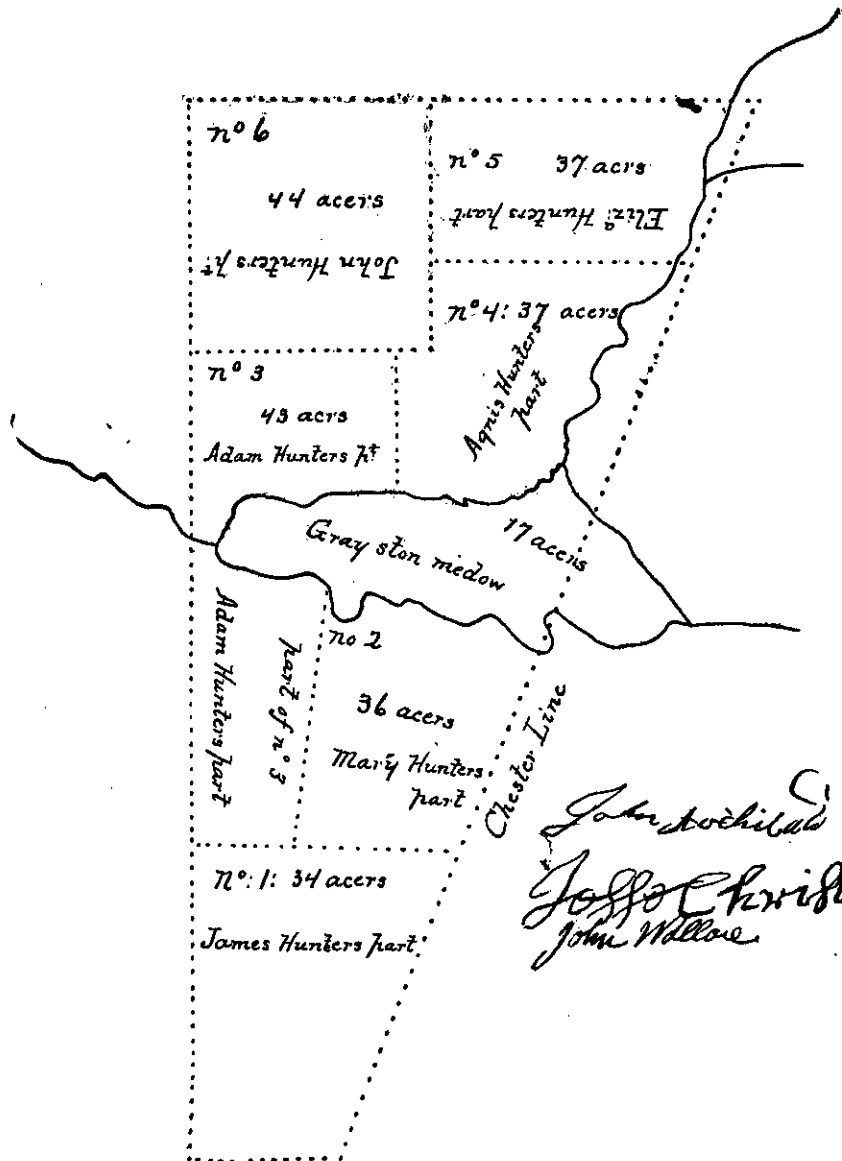 no 6
44 acers
John Hunters pt
no 5 37 acrs
Eliza. Hunters part
no 4: 37 acers
Agnis Hunters
part
no 3
43 acrs
Adam Hunters pt
Gray ston medow
17 acers
Adam Hunters part
part of no 3
no 2
36 acers
Mary Hunters
part
Chester Line
No: 1: 34 acers
James Hunters part
John Archibald
John Wallace